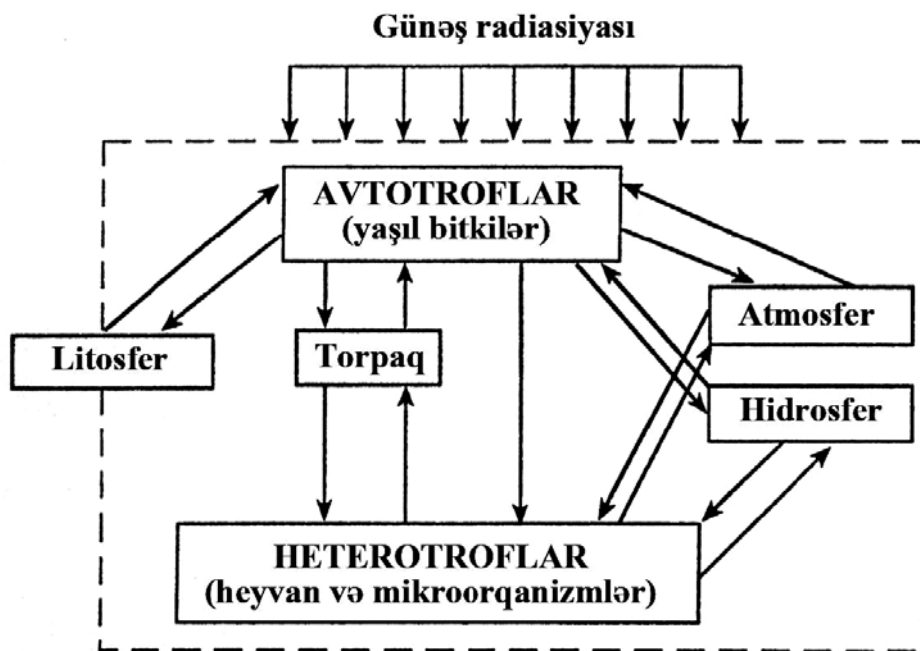 Günəş radiasiyası
AVTOTROFLAR
(yaşıl bitkilər)
Atmosfer
Litosfer
Torpaq
Hidrosfer
HETEROTROFLAR
(heyvan və mikroorqanizmlər)